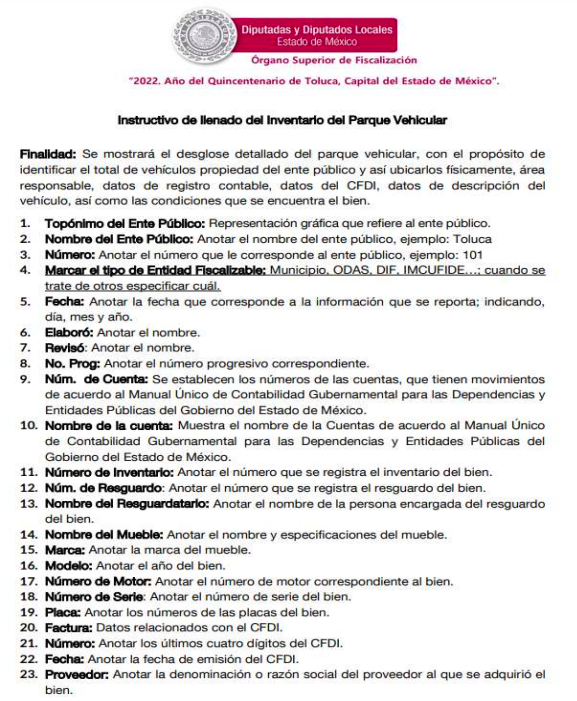 Diputadas y Diputados Locales
Estado de México
Órgano Superior de Fiscalización
"2022. Año del Quincentenario de Toluca, Capital del Estado de México".
Instructivo de llenado del Inventario del Parque Vehicular
Finalidad: Se mostrará el desglose detallado del parque vehicular, con el propósito de
identificar el total de vehículos propiedad del ente público y así ubicarlos físicamente, área
responsable, datos de registro contable, datos del CFDI, datos de descripción del
vehículo, así como las condiciones que se encuentra el bien.
1. Topónimo del Ente Público: Representación gráfica que refiere al ente público.
2. Nombre del Ente Público: Anotar el nombre del ente público, ejemplo: Toluca
3. Número: Anotar el número que le corresponde al ente público, ejemplo: 101
4. Marcar el tipo de Entidad Fiscalizable: Municipio, ODAS, DIF, IMCUFIDE...; cuando se
trate de otros especificar cuál.
5. Fecha: Anotar la fecha que corresponde a la información que se reporta; indicando,
día, mes y año.
6. Elaboró: Anotar el nombre.
7. Revisó: Anotar el nombre.
8. No. Prog: Anotar el número progresivo correspondiente.
9. Núm. de Cuenta: Se establecen los números de las cuentas, que tienen movimientos
de acuerdo al Manual Único de Contabilidad Gubernamental para las Dependencias y
Entidades Públicas del Gobierno del Estado de México.
10. Nombre de la cuenta: Muestra el nombre de la Cuentas de acuerdo al Manual Único
de Contabilidad Gubernamental para las Dependencias y Entidades Públicas del
Gobierno del Estado de México.
11. Número de Inventario: Anotar el número que se registra el inventario del bien.
12. Núm. de Resguardo: Anotar el número que se registra el resguardo del bien.
13. Nombre del Resguardatario: Anotar el nombre de la persona encargada del resguardo
del bien.
14. Nombre del Mueble: Anotar el nombre y especificaciones del mueble.
15. Marca: Anotar la marca del mueble.
16. Modelo: Anotar el año del bien.
17. Número de Motor: Anotar el número de motor correspondiente al bien.
18. Número de Serie: Anotar el número de serie del bien.
19. Placa: Anotar los números de las placas del bien.
20. Factura: Datos relacionados con el CFDI.
21. Número: Anotar los últimos cuatro dígitos del CFDI.
22. Fecha: Anotar la fecha de emisión del CFDI.
23. Proveedor: Anotar la denominación o razón social del proveedor al que se adquirió el
bien.